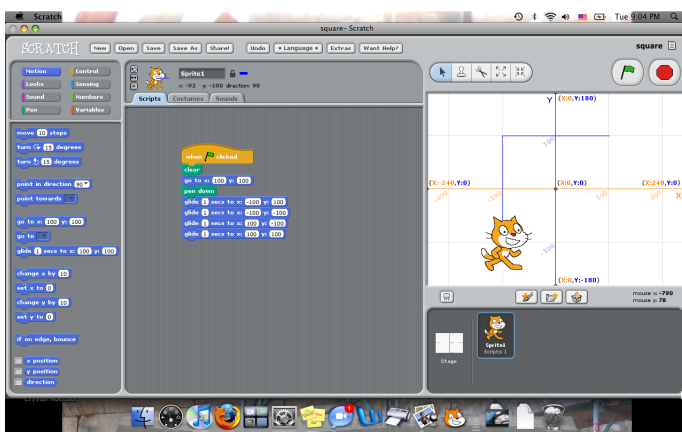 Scratch
Tue 9:04 PM
square- Scratch
SCRATCH New Open Save Save As Share! Undo • Language • Extras Want Help? square
Motion Control
Looks Sensing
Sound Numbers
Pen Variables
Sprite1
x: -92 y: -100 direction: 90
Scripts Costumes Sounds
move 10 steps
turn 15 degrees
turn 15 degrees
point in direction 90
point towards
go to x: 100 y: 100
go to
glide 1 secs to x: 100 y: 100
change x by 10
set x to 0
change y by 10
set y to 0
if on edge, bounce
x position
y position
direction
when clicked
clear
go to x: 100 y: 100
pen down
glide 1 secs to x: -100 y: 100
glide 1 secs to x: -100 y: -100
glide 1 secs to x: 100 y: -100
glide 1 secs to x: 100 y: 100
Y (X:0,Y:180)
100
(X:-240,Y:0) (X:0,Y:0) (X:240,Y:0)
-200 -100 100 200 X
-100
(X:0,Y:-180)
mouse x: -790
mouse y: 78
Stage
Sprite1
Scripts 1